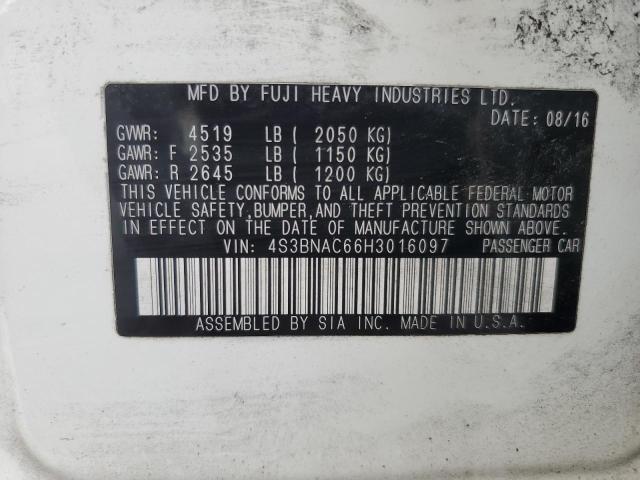 MFD BY FUJI HEAVY INDUSTRIES LTD.
DATE: 08/16
GVWR: 4519 LB ( 2050 KG)
GAWR: F 2535 LB ( 1150 KG)
GAWR: R 2645 LB ( 1200 KG)
THIS VEHICLE CONFORMS TO ALL APPLICABLE FEDERAL MOTOR
VEHICLE SAFETY, BUMPER, AND THEFT PREVENTION STANDARDS
IN EFFECT ON THE DATE OF MANUFACTURE SHOWN ABOVE.
VIN: 4S3BNAC66H3016097 PASSENGER CAR
ASSEMBLED BY SIA INC. MADE IN U.S.A.